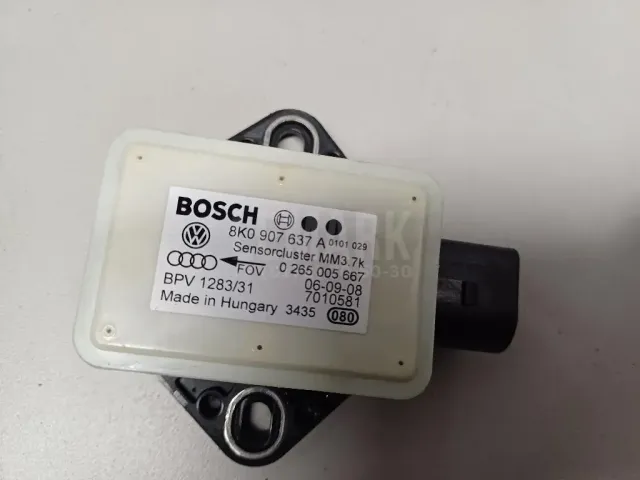 BOSCH
8K0 907 637 A 0101 029
Sensorcluster MM3.7k
FOV 0 265 005 667
BPV 1283/31 06-09-08
7010581
Made in Hungary 3435 080